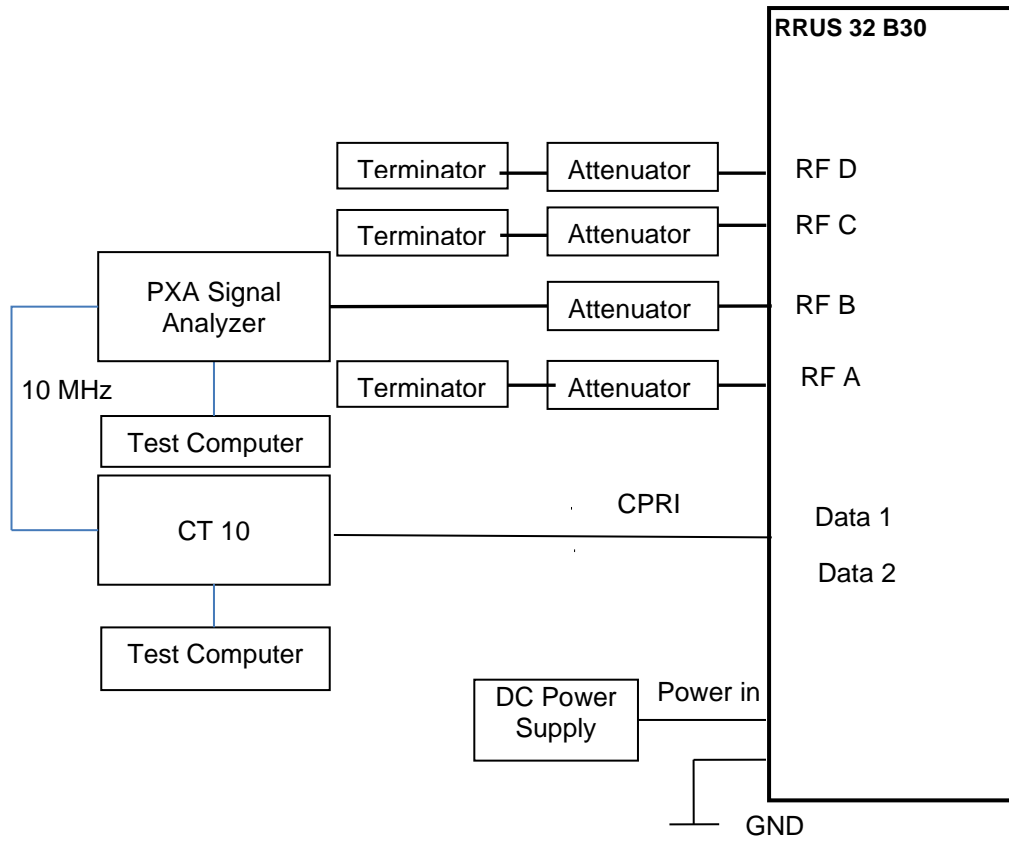 RRUS 32 B30
Terminator
Attenuator
RF D
Terminator
Attenuator
RF C
PXA Signal
Analyzer
Attenuator
RF B
10 MHz
Terminator
Attenuator
RF A
Test Computer
CT 10
CPRI
Data 1
Data 2
Test Computer
DC Power
Supply
Power in
GND